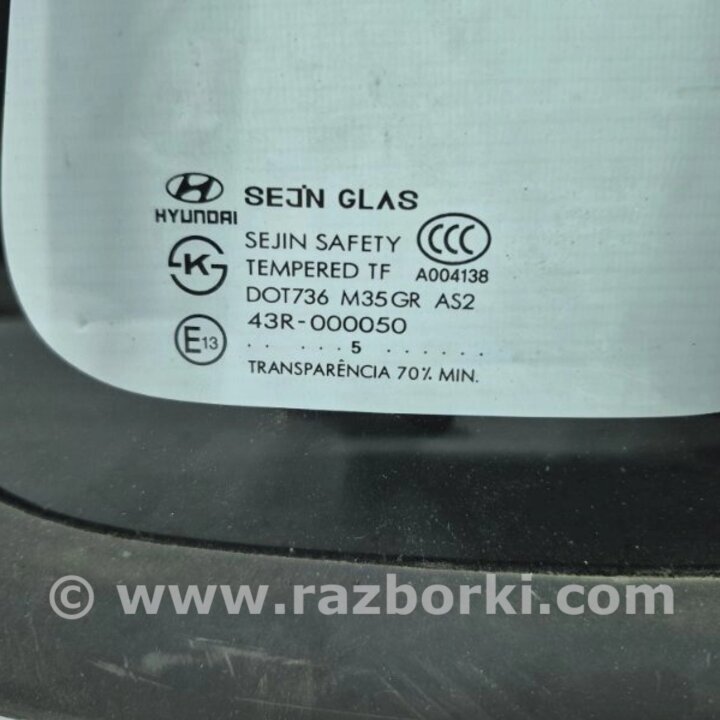 HYUNDAI
SEJIN GLAS
SEJIN SAFETY
CCC
K
TEMPERED TF
A004138
DOT736 M35GR AS2
43R-000050
E13
.. ...5 ......
TRANSPARÊNCIA 70% MIN.
© www.razborki.com